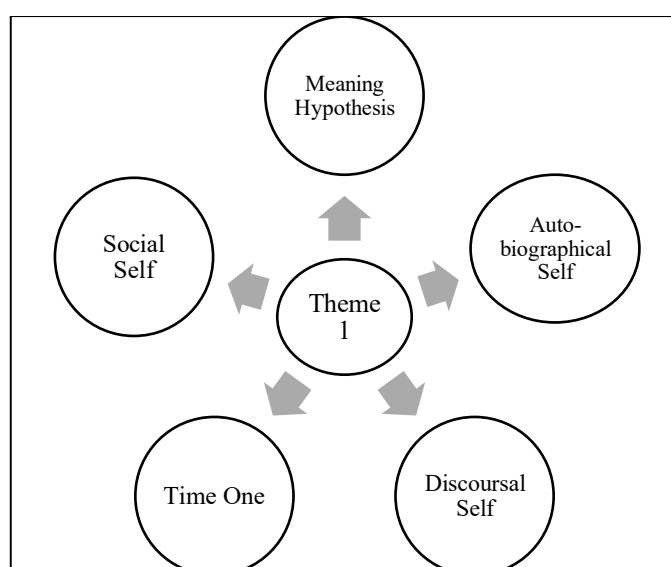 Meaning
Hypothesis
Social
Self
Auto-
biographical
Self
Theme
1
Time One
Discoursal
Self